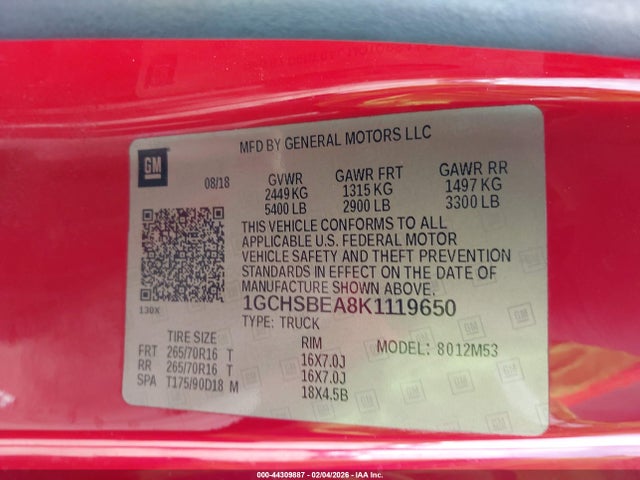 MFD BY GENERAL MOTORS LLC
GM
08/18
GVWR GAWR FRT GAWR RR
2449 KG 1315 KG 1497 KG
5400 LB 2900 LB 3300 LB
THIS VEHICLE CONFORMS TO ALL
APPLICABLE U.S. FEDERAL MOTOR
VEHICLE SAFETY AND THEFT PREVENTION
STANDARDS IN EFFECT ON THE DATE OF
MANUFACTURE SHOWN ABOVE.
130X
1GCHSBEA8K1119650
TYPE: TRUCK
TIRE SIZE RIM MODEL: 8012M53
FRT 265/70R16 T 16X7.0J
RR 265/70R16 T 16X7.0J
SPA T175/90D18 M 18X4.5B
000-44309887 - 02/04/2026 - IAA Inc.